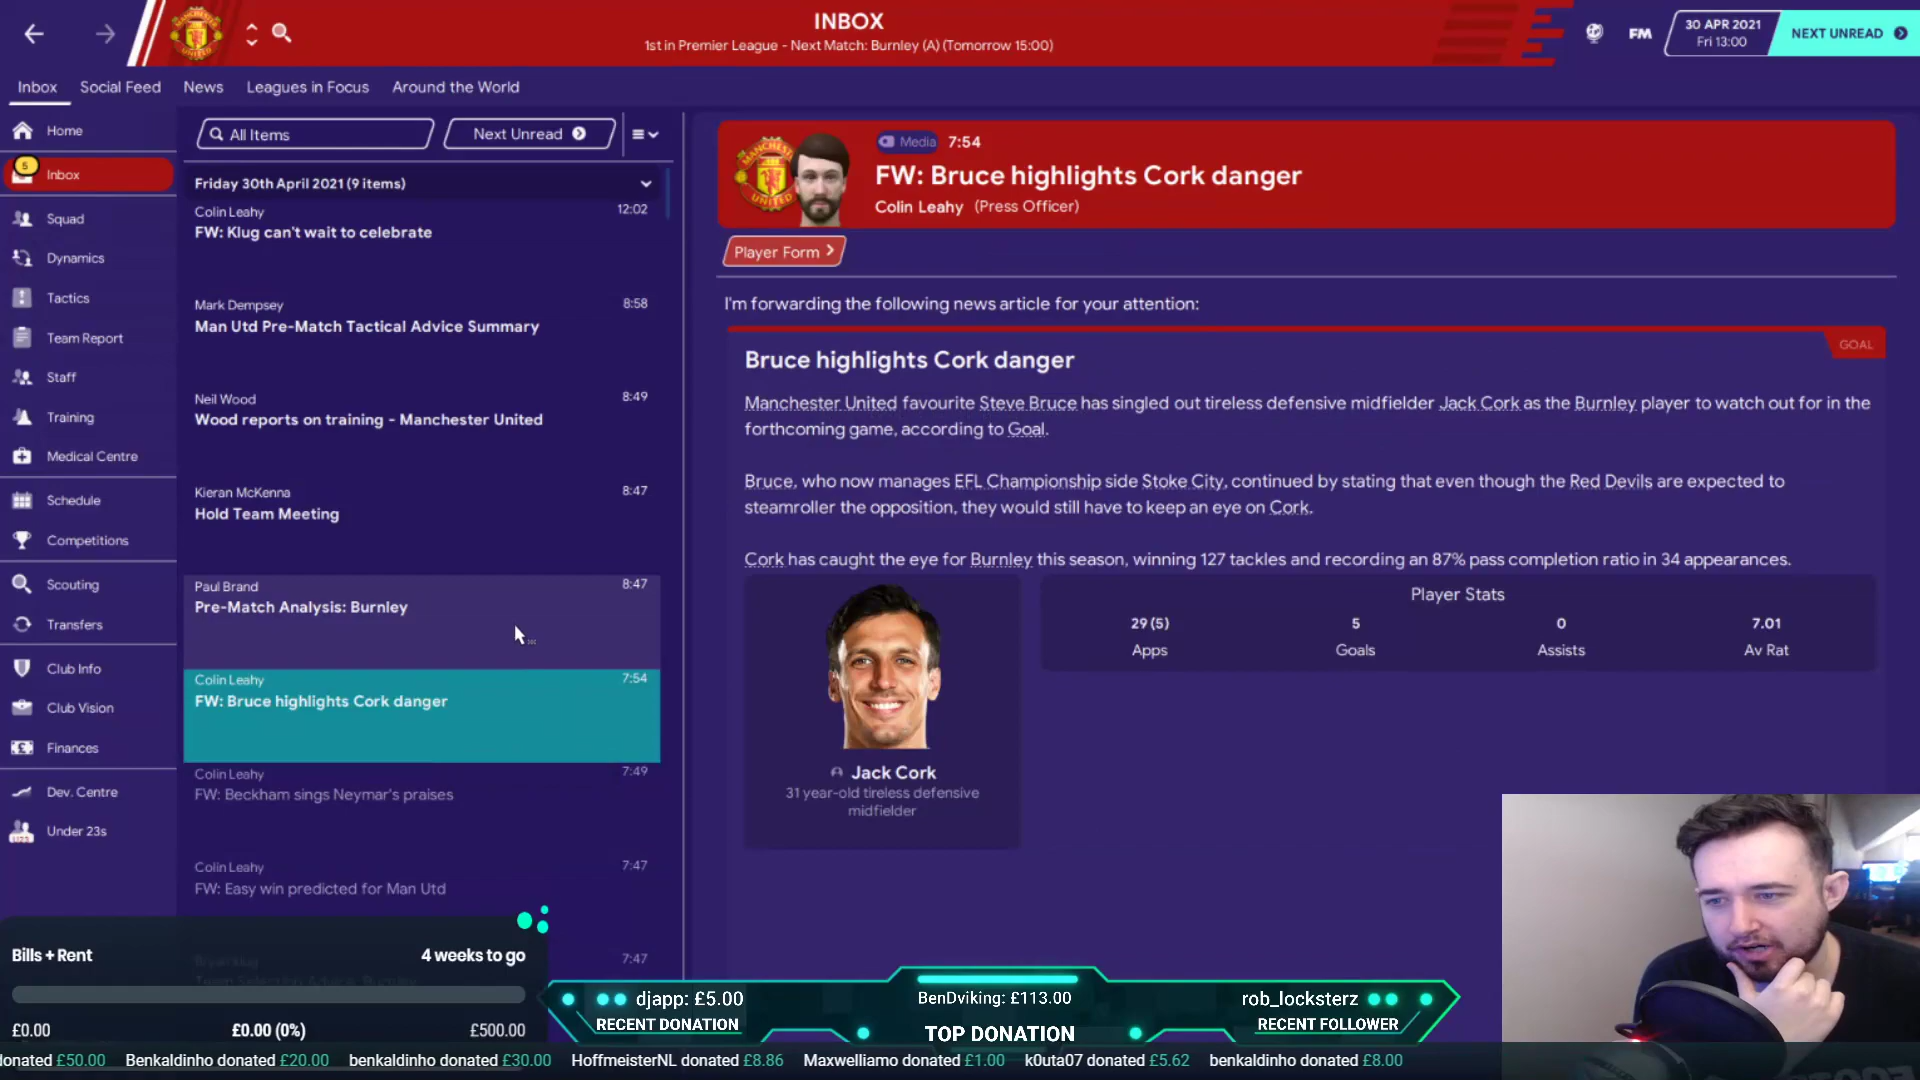 INBOX
1st in Premier League - Next Match: Burnley (A) (Tomorrow 15:00)
FM
30 APR 2021
Fri 13:00
NEXT UNREAD
Inbox
Social Feed
News
Leagues in Focus
Around the World
Home
5
Inbox
Squad
Dynamics
Tactics
Team Report
Staff
Training
Medical Centre
Schedule
Competitions
Scouting
Transfers
Club Info
Club Vision
Finances
Dev. Centre
Under 23s
All Items
Next Unread
Friday 30th April 2021 (9 items)
Colin Leahy 12:02
FW: Klug can't wait to celebrate
Mark Dempsey 8:58
Man Utd Pre-Match Tactical Advice Summary
Neil Wood 8:49
Wood reports on training - Manchester United
Kieran McKenna 8:47
Hold Team Meeting
Paul Brand 8:47
Pre-Match Analysis: Burnley
Colin Leahy 7:54
FW: Bruce highlights Cork danger
Colin Leahy 7:49
FW: Beckham sings Neymar's praises
Colin Leahy 7:47
FW: Easy win predicted for Man Utd
7:47
Media 7:54
FW: Bruce highlights Cork danger
Colin Leahy (Press Officer)
Player Form
I'm forwarding the following news article for your attention:
GOAL
Bruce highlights Cork danger
Manchester United favourite Steve Bruce has singled out tireless defensive midfielder Jack Cork as the Burnley player to watch out for in the
forthcoming game, according to Goal.
Bruce, who now manages EFL Championship side Stoke City, continued by stating that even though the Red Devils are expected to
steamroller the opposition, they would still have to keep an eye on Cork.
Cork has caught the eye for Burnley this season, winning 127 tackles and recording an 87% pass completion ratio in 34 appearances.
Jack Cork
31 year-old tireless defensive
midfielder
Player Stats
29 (5) 5 0 7.01
Apps Goals Assists Av Rat
Bills + Rent 4 weeks to go
£0.00 £0.00 (0%) £500.00
djapp: £5.00
RECENT DONATION
BenDviking: £113.00
TOP DONATION
rob_locksterz
RECENT FOLLOWER
donated £50.00 Benkaldinho donated £20.00 benkaldinho donated £30.00 HoffmeisterNL donated £8.86 Maxwelliamo donated £1.00 k0uta07 donated £5.62 benkaldinho donated £8.00